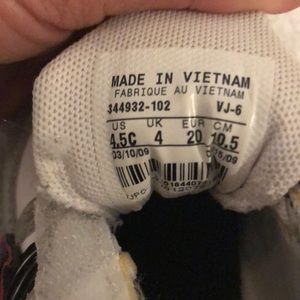 MADE IN VIETNAM
FABRIQUE AU VIETNAM
344932-102 VJ-6
US UK EUR CM
4.5C 4 20 10.5
03/10/09